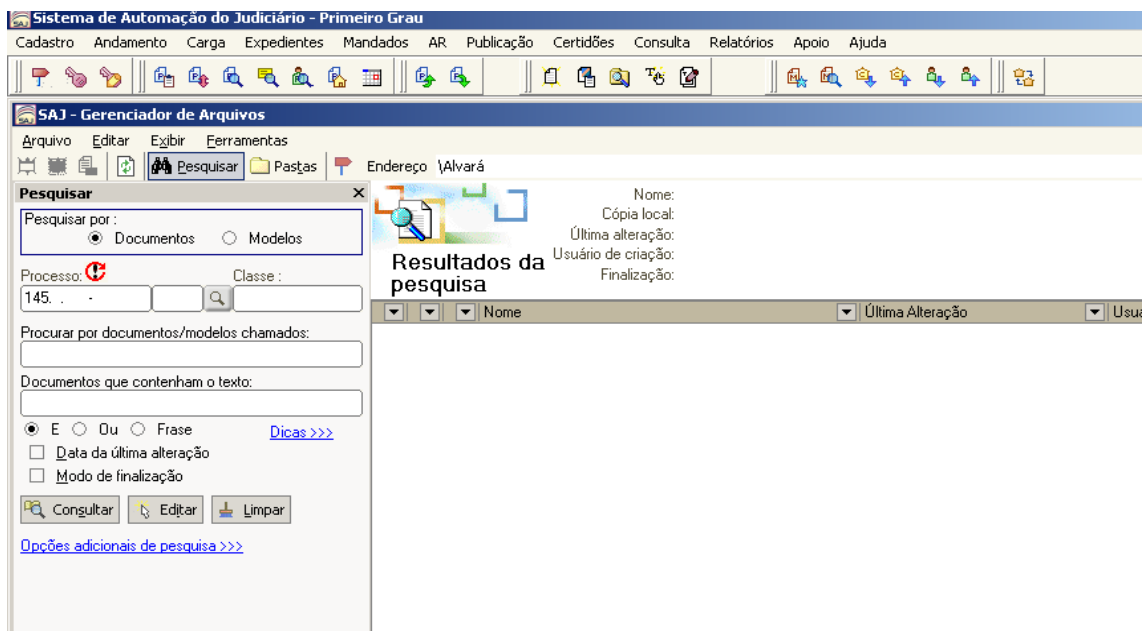 Sistema de Automação do Judiciário - Primeiro Grau
Cadastro Andamento Carga Expedientes Mandados AR Publicação Certidões Consulta Relatórios Apoio Ajuda
SAJ - Gerenciador de Arquivos
Arquivo Editar Exibir Ferramentas
Pesquisar Pastas Endereço \Alvará
Pesquisar
Pesquisar por :
Documentos Modelos
Processo: Classe :
145. . -
Procurar por documentos/modelos chamados:
Documentos que contenham o texto:
E Ou Frase Dicas >>>
Data da última alteração
Modo de finalização
Consultar Editar Limpar
Opções adicionais de pesquisa >>>
Resultados da
pesquisa
Nome:
Cópia local:
Última alteração:
Usuário de criação:
Finalização:
Nome Última Alteração Usua